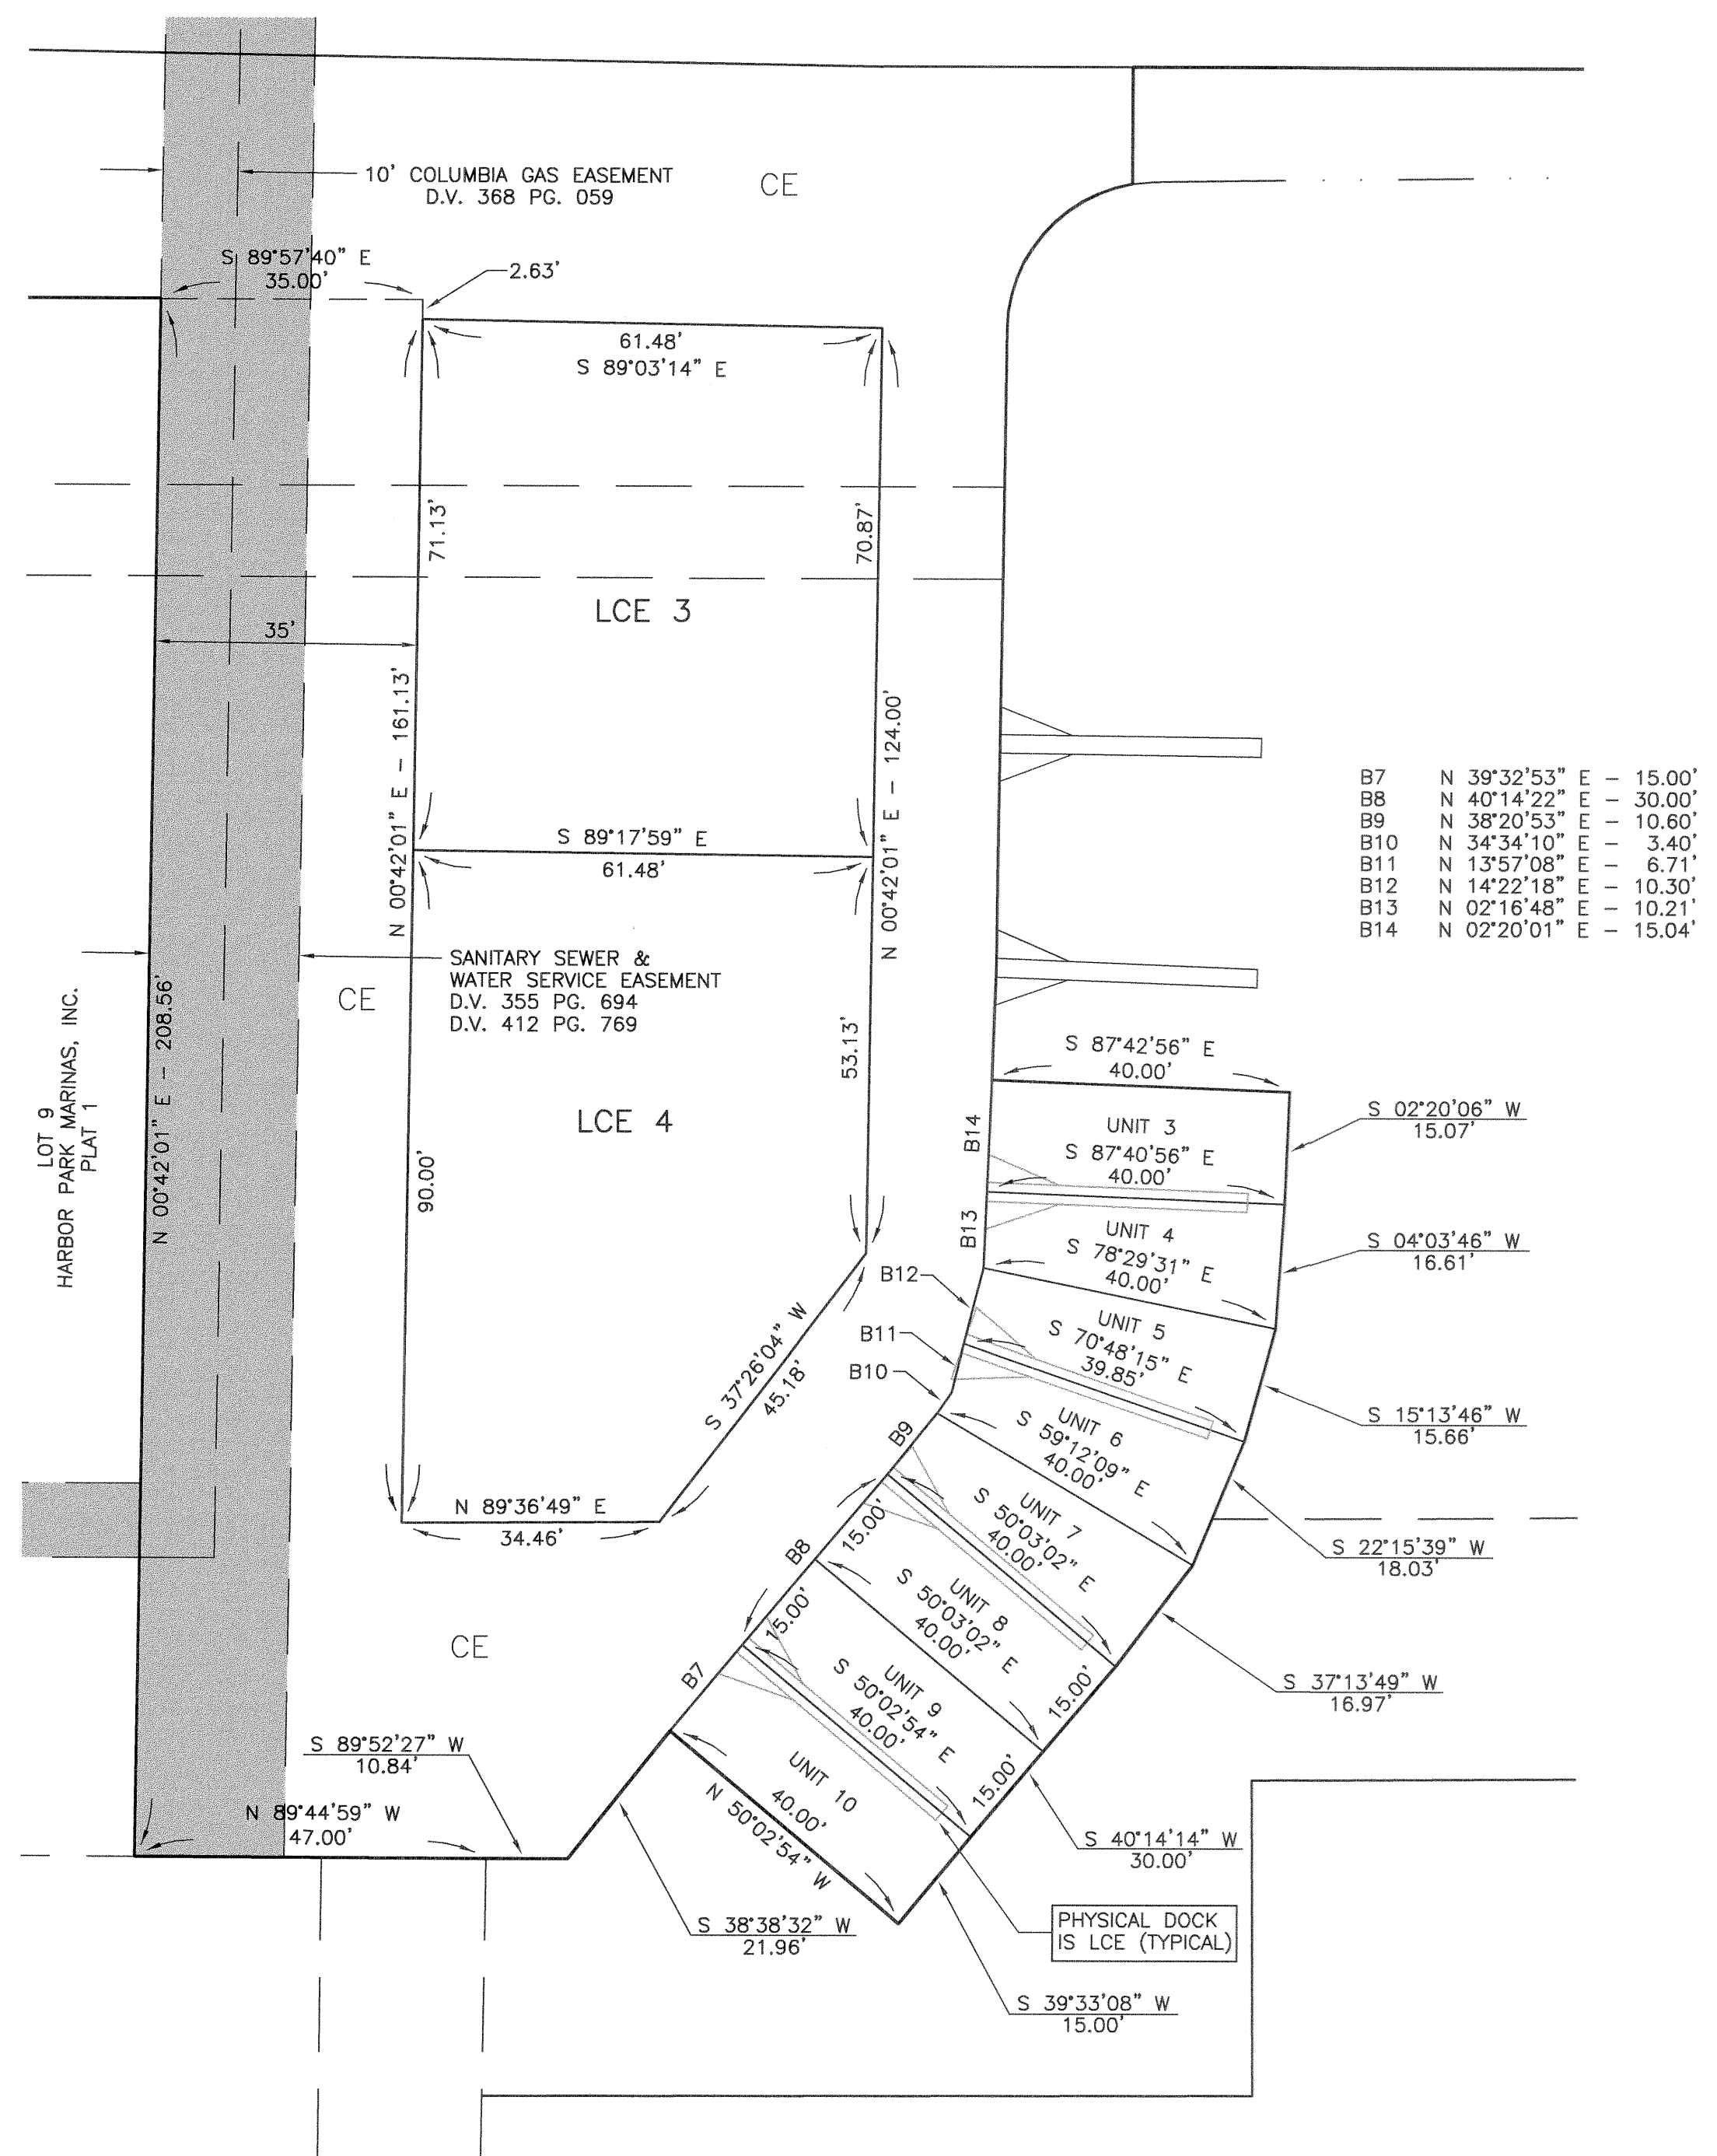 10' COLUMBIA GAS EASEMENT
D.V. 368 PG. 059
CE
S 89°57'40" E
35.00'
2.63'
61.48'
S 89°03'14" E
71.13'
70.87'
LCE 3
35'
N 00°42'01" E - 161.13'
N 00°42'01" E - 124.00'
B7 N 39°32'53" E - 15.00'
B8 N 40°14'22" E - 30.00'
B9 N 38°20'53" E - 10.60'
B10 N 34°34'10" E - 3.40'
B11 N 13°57'08" E - 6.71'
B12 N 14°22'18" E - 10.30'
B13 N 02°16'48" E - 10.21'
B14 N 02°20'01" E - 15.04'
S 89°17'59" E
61.48'
SANITARY SEWER &
WATER SERVICE EASEMENT
D.V. 355 PG. 694
D.V. 412 PG. 769
CE
LOT 9
HARBOR PARK MARINAS, INC.
PLAT 1
N 00°42'01" E - 208.56'
53.13'
LCE 4
90.00'
S 87°42'56" E
40.00'
B14
UNIT 3
S 87°40'56" E
40.00'
S 02°20'06" W
15.07'
B13
UNIT 4
S 78°29'31" E
40.00'
S 04°03'46" W
16.61'
B12
B11
B10
UNIT 5
S 70°48'15" E
39.85'
S 15°13'46" W
15.66'
S 37°26'04" W
45.18'
B9
UNIT 6
S 59°12'09" E
40.00'
S 22°15'39" W
18.03'
N 89°36'49" E
34.46'
15.00'
UNIT 7
S 50°03'02" E
40.00'
S 37°13'49" W
16.97'
B8
15.00'
UNIT 8
S 50°03'02" E
40.00'
15.00'
CE
B7
UNIT 9
S 50°02'54" E
40.00'
15.00'
S 40°14'14" W
30.00'
S 89°52'27" W
10.84'
N 89°44'59" W
47.00'
UNIT 10
40.00'
N 50°02'54" W
S 38°38'32" W
21.96'
PHYSICAL DOCK
IS LCE (TYPICAL)
S 39°33'08" W
15.00'